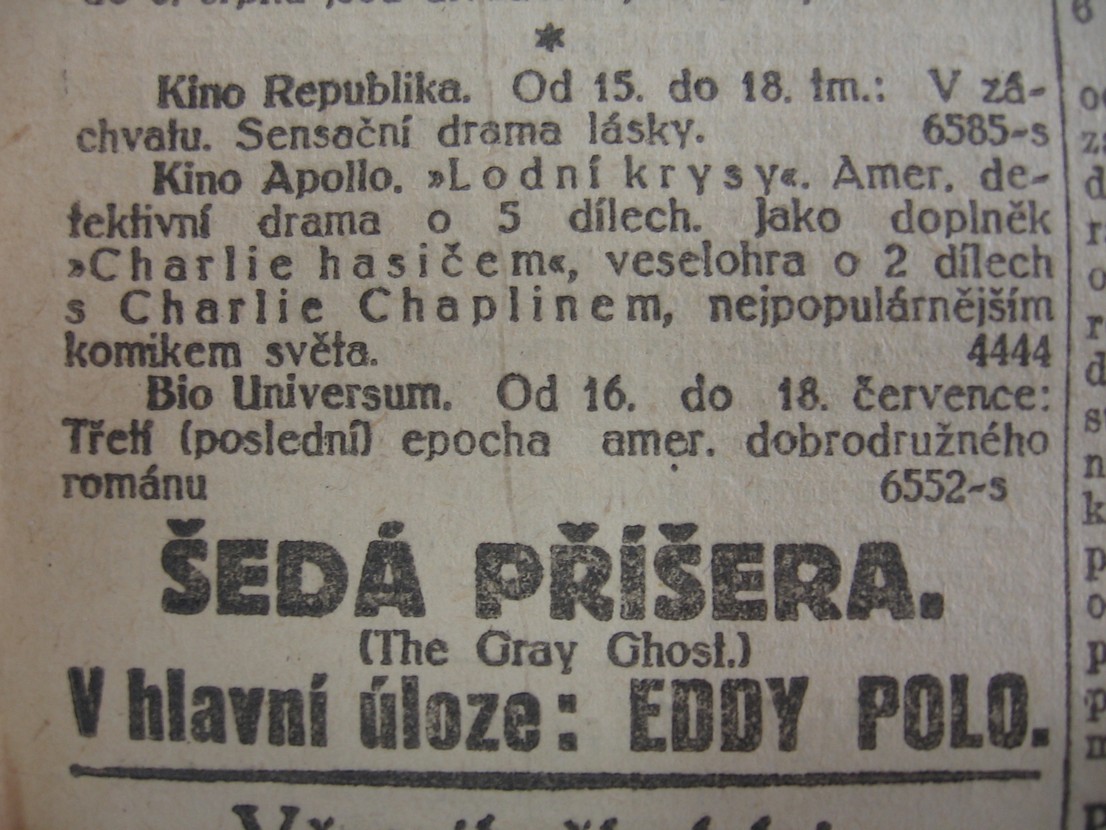 *
Kino Republika. Od 15. do 18. tm.: V zá-
chvatu. Sensační drama lásky. 6585-s
Kino Apollo. »Lodní krysy«. Amer. de-
tektivní drama o 5 dílech. Jako doplněk
»Charlie hasičem«, veselohra o 2 dílech
s Charlie Chaplinem, nejpopulárnějším
komikem světa. 4444
Bio Universum. Od 16. do 18. července:
Třetí (poslední) epocha amer. dobrodružného
románu 6552-s
ŠEDÁ PŘÍŠERA.
(The Gray Ghost.)
V hlavní úloze: EDDY POLO.